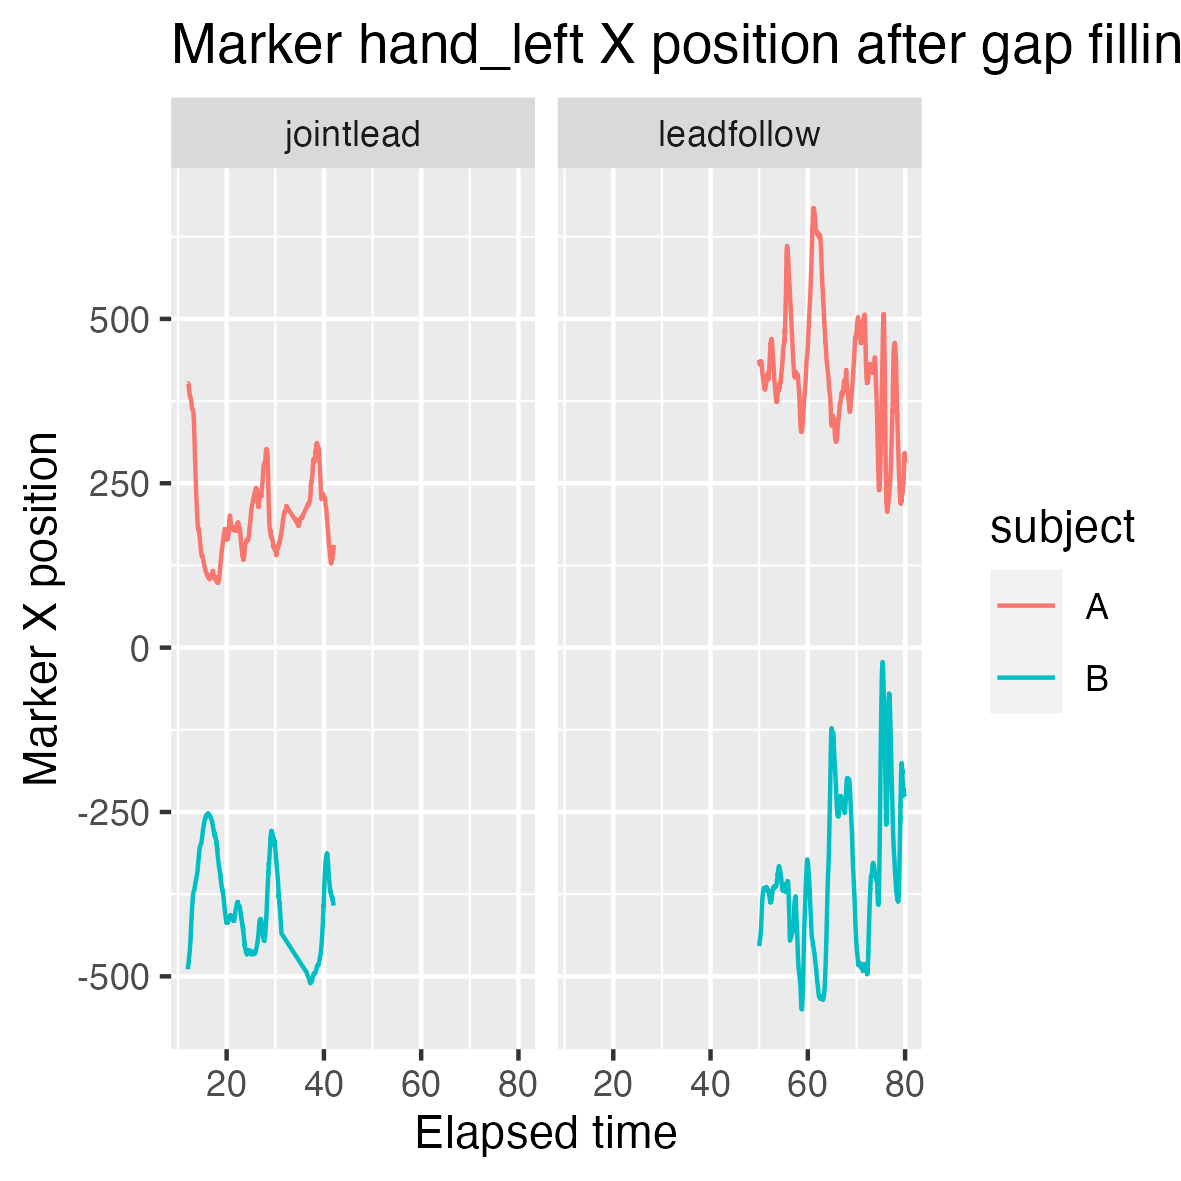 Marker hand_left X position after gap fillin
jointlead
leadfollow
Marker X position
500
250
0
-250
-500
20 40 60 80
20 40 60 80
Elapsed time
subject
A
B